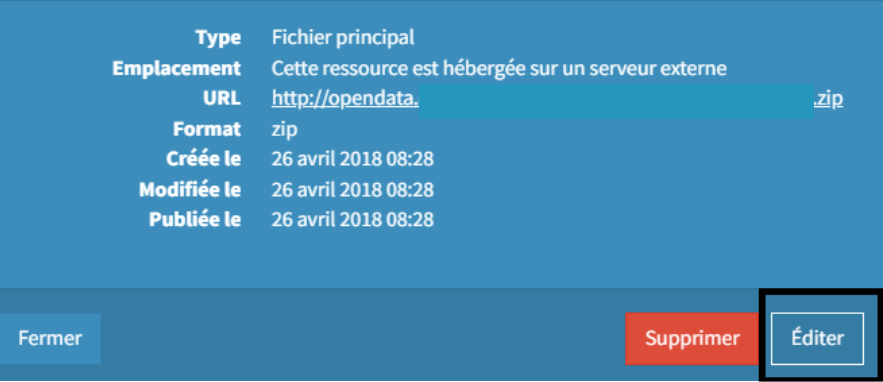 Type Fichier principal
Emplacement Cette ressource est hébergée sur un serveur externe
URL http://opendata. .zip
Format zip
Créée le 26 avril 2018 08:28
Modifiée le 26 avril 2018 08:28
Publiée le 26 avril 2018 08:28
Fermer Supprimer Éditer